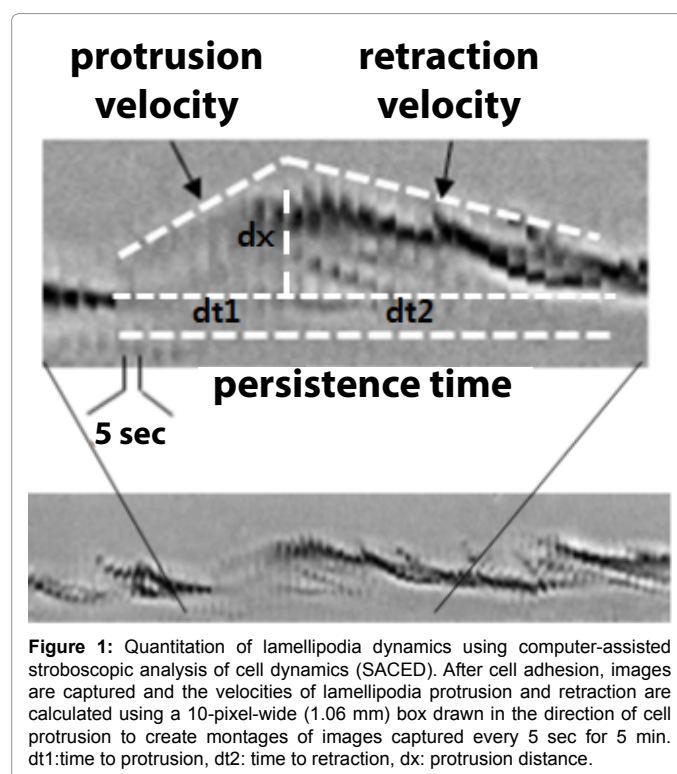 protrusion velocity
retraction velocity
dx
dt1
dt2
persistence time
5 sec
Figure 1: Quantitation of lamellipodia dynamics using computer-assisted
stroboscopic analysis of cell dynamics (SACED). After cell adhesion, images
are captured and the velocities of lamellipodia protrusion and retraction are
calculated using a 10-pixel-wide (1.06 mm) box drawn in the direction of cell
protrusion to create montages of images captured every 5 sec for 5 min.
dt1:time to protrusion, dt2: time to retraction, dx: protrusion distance.